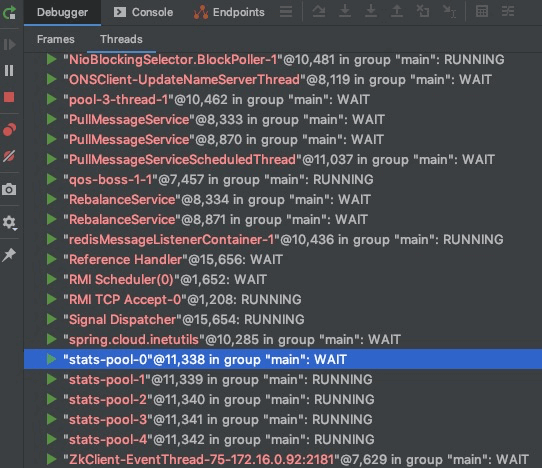 Debugger Console Endpoints
Frames Threads
"NioBlockingSelector.BlockPoller-1"@10,481 in group "main": RUNNING
"ONSClient-UpdateNameServerThread"@8,119 in group "main": WAIT
"pool-3-thread-1"@10,462 in group "main": WAIT
"PullMessageService"@8,333 in group "main": WAIT
"PullMessageService"@8,870 in group "main": WAIT
"PullMessageServiceScheduledThread"@11,037 in group "main": WAIT
"qos-boss-1-1"@7,457 in group "main": RUNNING
"RebalanceService"@8,334 in group "main": WAIT
"RebalanceService"@8,871 in group "main": WAIT
"redisMessageListenerContainer-1"@10,436 in group "main": RUNNING
"Reference Handler"@15,656: WAIT
"RMI Scheduler(0)"@1,652: WAIT
"RMI TCP Accept-0"@1,208: RUNNING
"Signal Dispatcher"@15,654: RUNNING
"spring.cloud.inetutils"@10,285 in group "main": WAIT
"stats-pool-0"@11,338 in group "main": WAIT
"stats-pool-1"@11,339 in group "main": RUNNING
"stats-pool-2"@11,340 in group "main": RUNNING
"stats-pool-3"@11,341 in group "main": RUNNING
"stats-pool-4"@11,342 in group "main": RUNNING
"ZkClient-EventThread-75-172.16.0.92:2181"@7,629 in group "main": WAIT